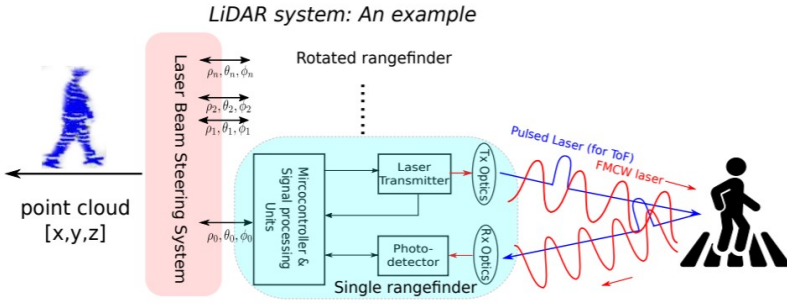 LiDAR system: An example
Rotated rangefinder
Laser Beam Steering System
ρₙ, θₙ, ϕₙ
ρ₂, θ₂, ϕ₂
ρ₁, θ₁, ϕ₁
ρ₀, θ₀, ϕ₀
point cloud
[x,y,z]
Mircocontroller &
Signal processing
Units
Laser
Transmitter
Tx Optics
Photo-
detector
Rx Optics
Single rangefinder
Pulsed Laser (for ToF)
FMCW laser